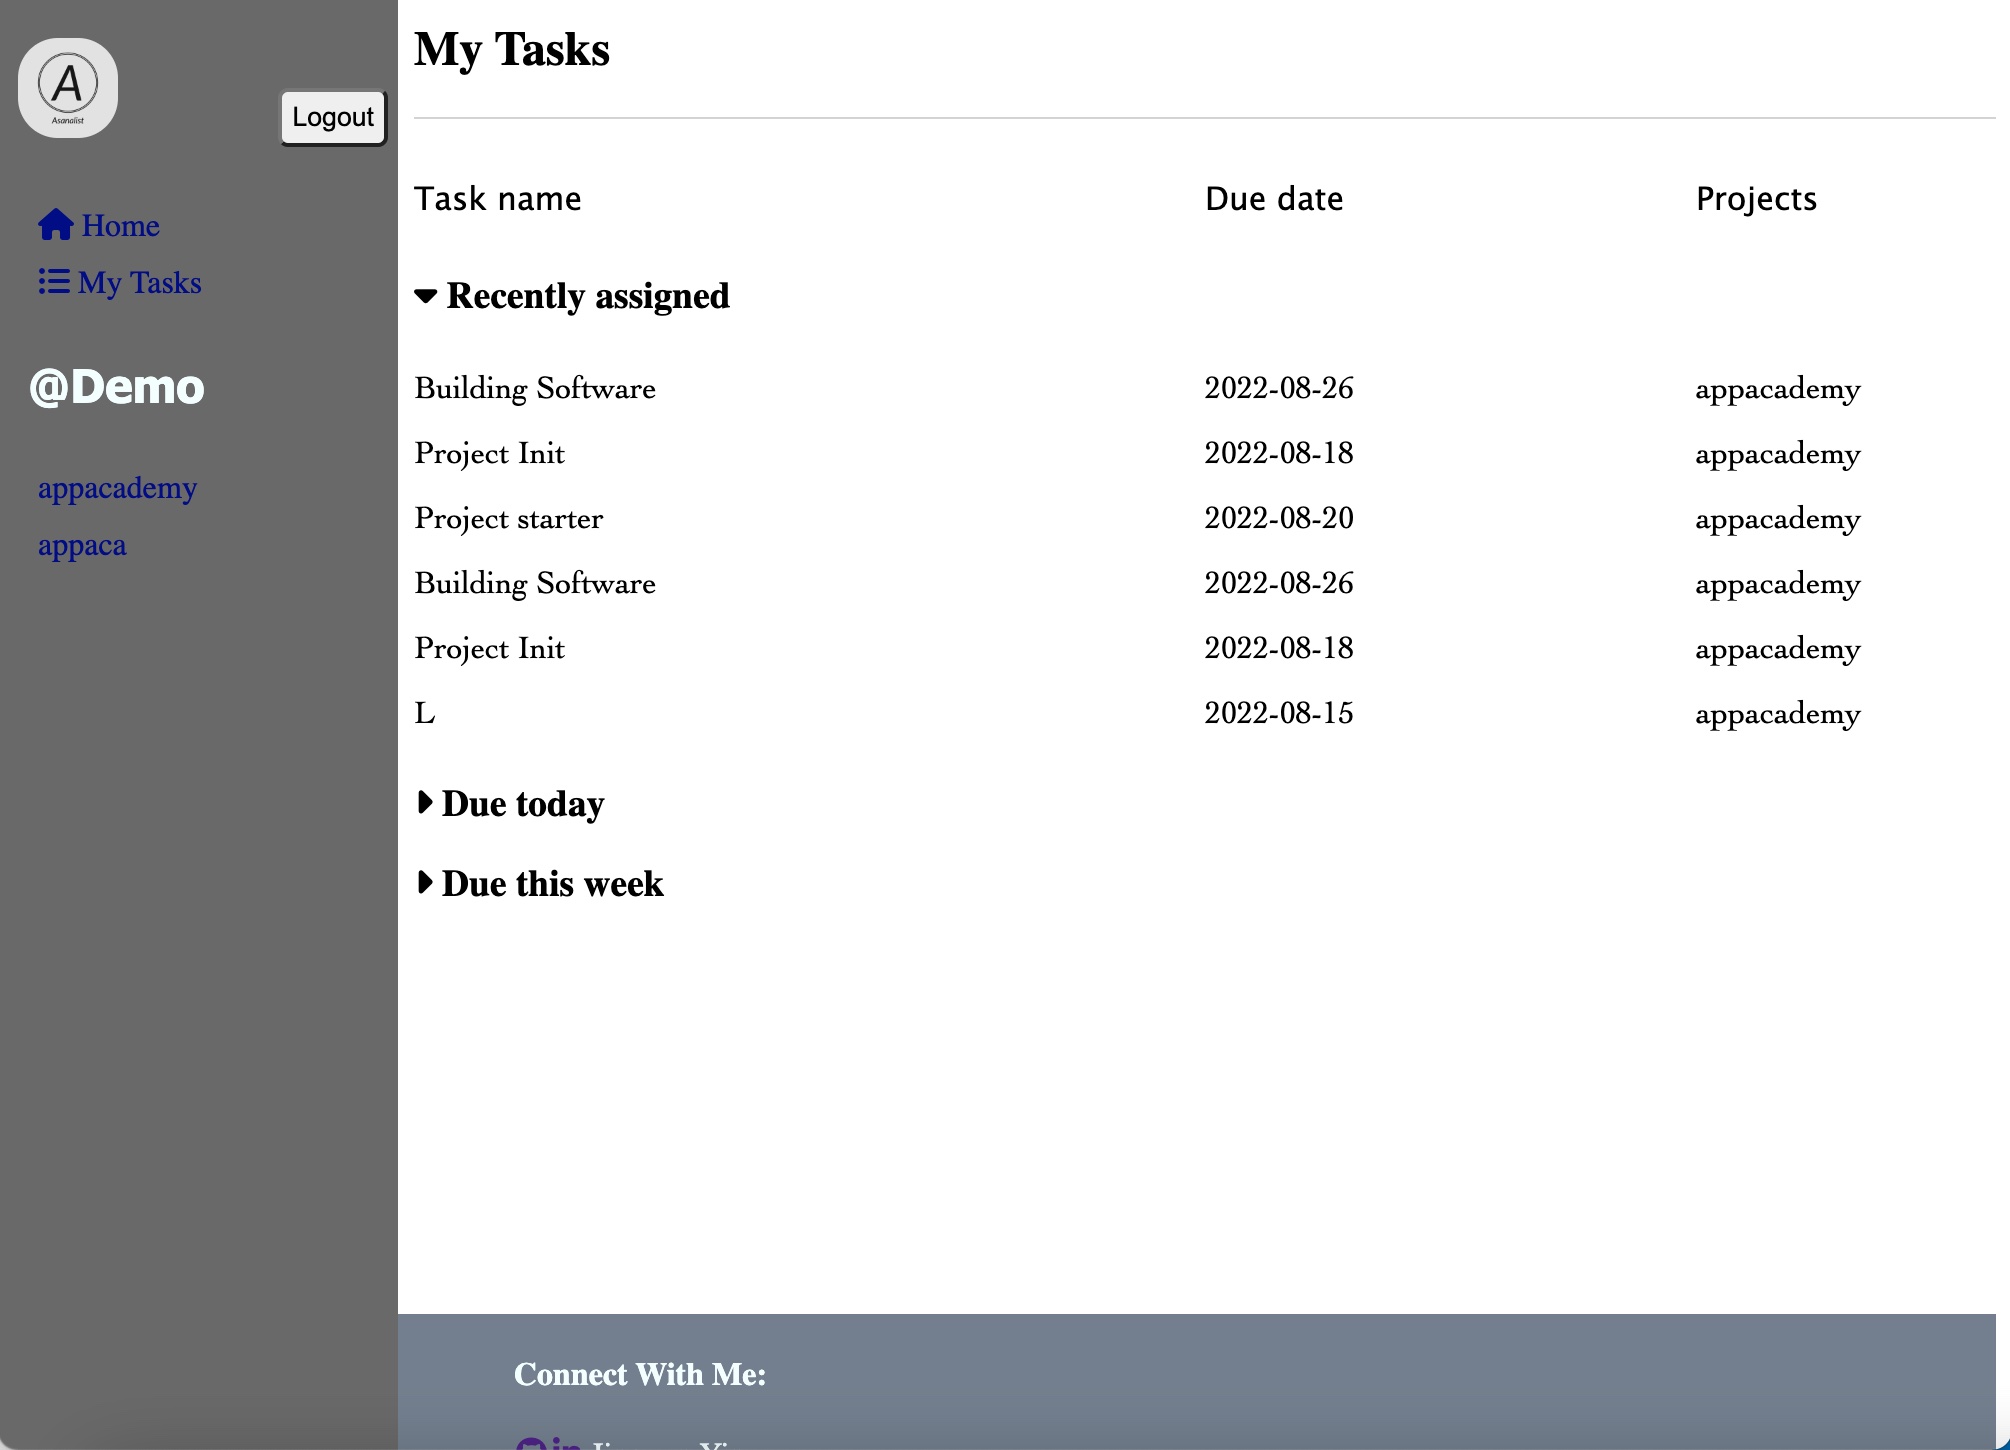 A
Asanalist
Logout
Home
My Tasks
@Demo
appacademy
appaca
My Tasks
Task name Due date Projects
Recently assigned
Building Software 2022-08-26 appacademy
Project Init 2022-08-18 appacademy
Project starter 2022-08-20 appacademy
Building Software 2022-08-26 appacademy
Project Init 2022-08-18 appacademy
L 2022-08-15 appacademy
Due today
Due this week
Connect With Me: